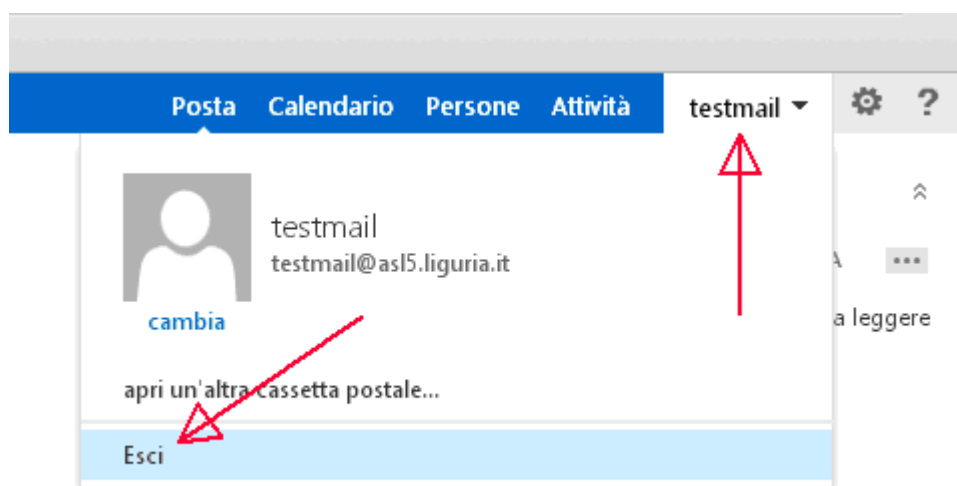 Posta Calendario Persone Attività testmail ?
testmail
testmail@asl5.liguria.it
A
cambia
a leggere
apri un'altra cassetta postale...
Esci